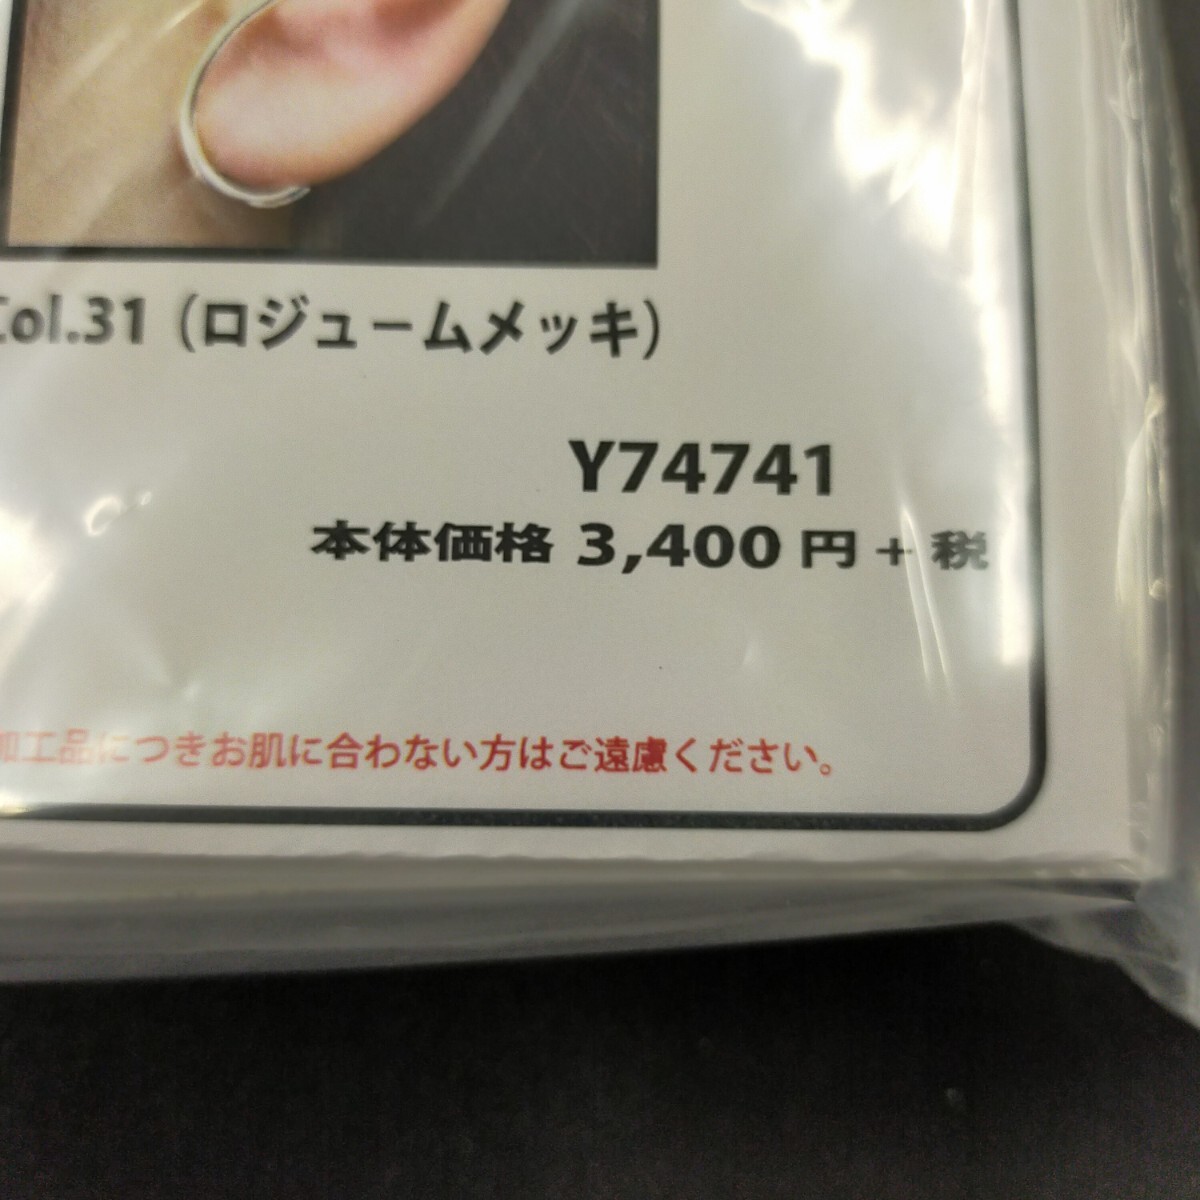 Col.31 (ロジュームメッキ)
Y74741
本体価格 3,400 円 + 税
加工品につきお肌に合わない方はご遠慮ください。